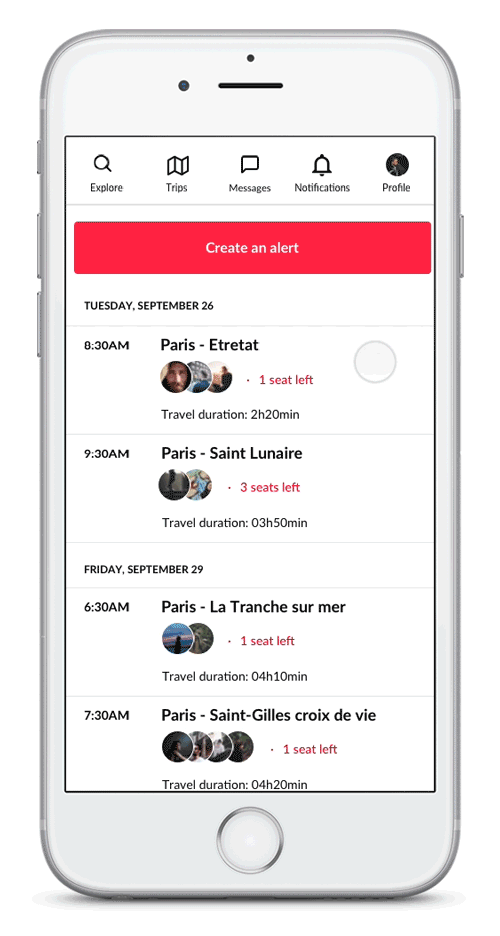 Explore Trips Messages Notifications Profile
Create an alert
TUESDAY, SEPTEMBER 26
8:30AM Paris - Etretat
· 1 seat left
Travel duration: 2h20min
9:30AM Paris - Saint Lunaire
· 3 seats left
Travel duration: 03h50min
FRIDAY, SEPTEMBER 29
6:30AM Paris - La Tranche sur mer
· 1 seat left
Travel duration: 04h10min
7:30AM Paris - Saint-Gilles croix de vie
· 1 seat left
Travel duration: 04h20min